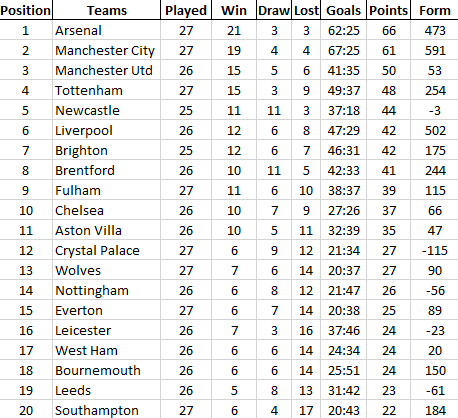 Position Teams Played Win Draw Lost Goals Points Form
1 Arsenal 27 21 3 3 62:25 66 473
2 Manchester City 27 19 4 4 67:25 61 591
3 Manchester Utd 26 15 5 6 41:35 50 53
4 Tottenham 27 15 3 9 49:37 48 254
5 Newcastle 25 11 11 3 37:18 44 -3
6 Liverpool 26 12 6 8 47:29 42 502
7 Brighton 25 12 6 7 46:31 42 175
8 Brentford 26 10 11 5 42:33 41 244
9 Fulham 27 11 6 10 38:37 39 115
10 Chelsea 26 10 7 9 27:26 37 66
11 Aston Villa 26 10 5 11 32:39 35 47
12 Crystal Palace 27 6 9 12 21:34 27 -115
13 Wolves 27 7 6 14 20:37 27 90
14 Nottingham 26 6 8 12 21:47 26 -56
15 Everton 27 6 7 14 20:38 25 89
16 Leicester 26 7 3 16 37:46 24 -23
17 West Ham 26 6 6 14 24:34 24 20
18 Bournemouth 26 6 6 14 25:51 24 150
19 Leeds 26 5 8 13 31:42 23 -61
20 Southampton 27 6 4 17 20:43 22 184